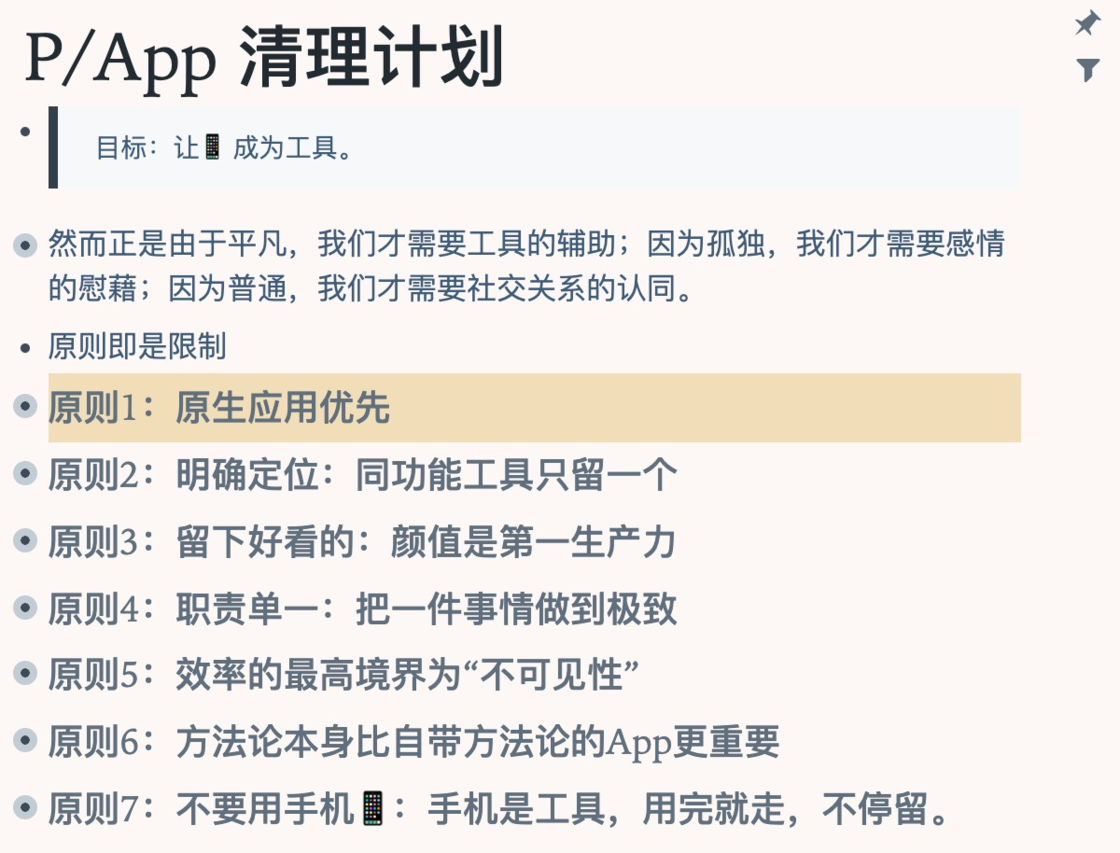 P/App 清理计划
目标：让📱 成为工具。
然而正是由于平凡，我们才需要工具的辅助；因为孤独，我们才需要感情
的慰藉；因为普通，我们才需要社交关系的认同。
原则即是限制
原则1：原生应用优先
原则2：明确定位：同功能工具只留一个
原则3：留下好看的：颜值是第一生产力
原则4：职责单一：把一件事情做到极致
原则5：效率的最高境界为“不可见性”
原则6：方法论本身比自带方法论的App更重要
原则7：不要用手机📱：手机是工具，用完就走，不停留。